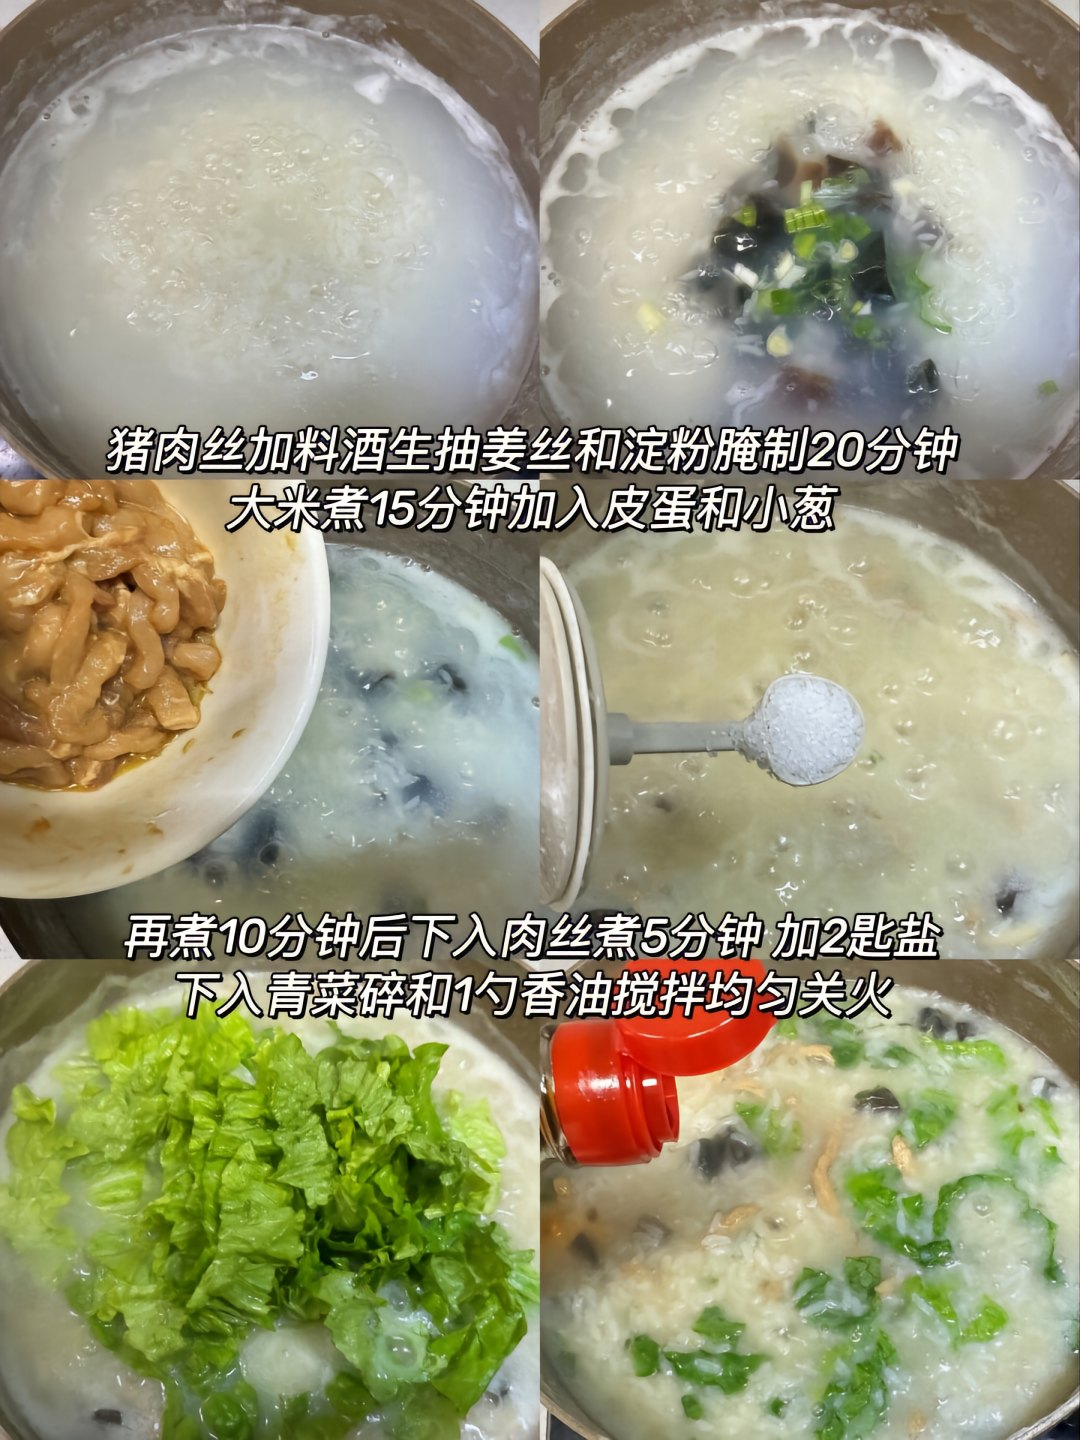 猪肉丝加料酒生抽姜丝和淀粉腌制20分钟
大米煮15分钟加入皮蛋和小葱
再煮10分钟后下入肉丝煮5分钟 加2匙盐
下入青菜碎和1勺香油搅拌均匀关火